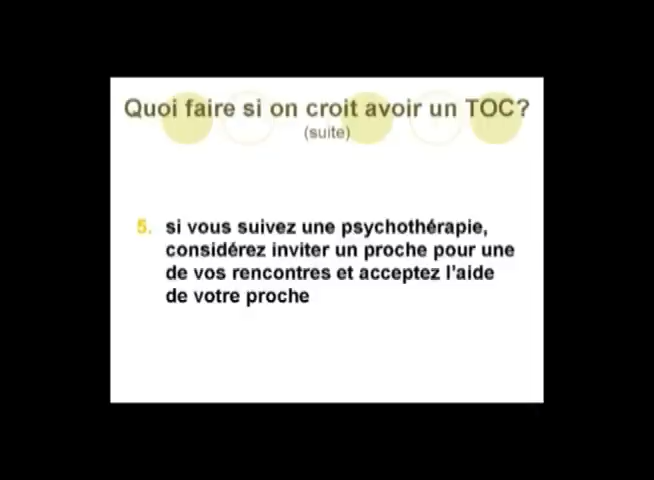 Quoi faire si on croit avoir un TOC?
(suite)
5. si vous suivez une psychothérapie,
considérez inviter un proche pour une
de vos rencontres et acceptez l'aide
de votre proche